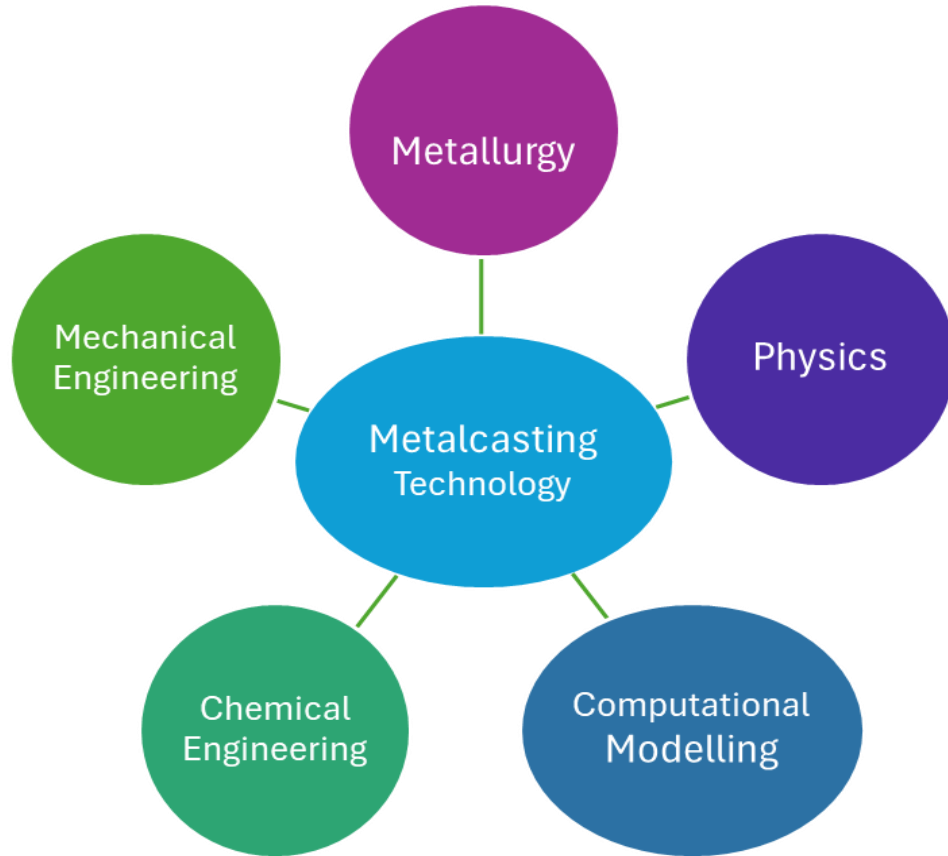 Metallurgy
Mechanical
Engineering
Physics
Metalcasting
Technology
Chemical
Engineering
Computational
Modelling